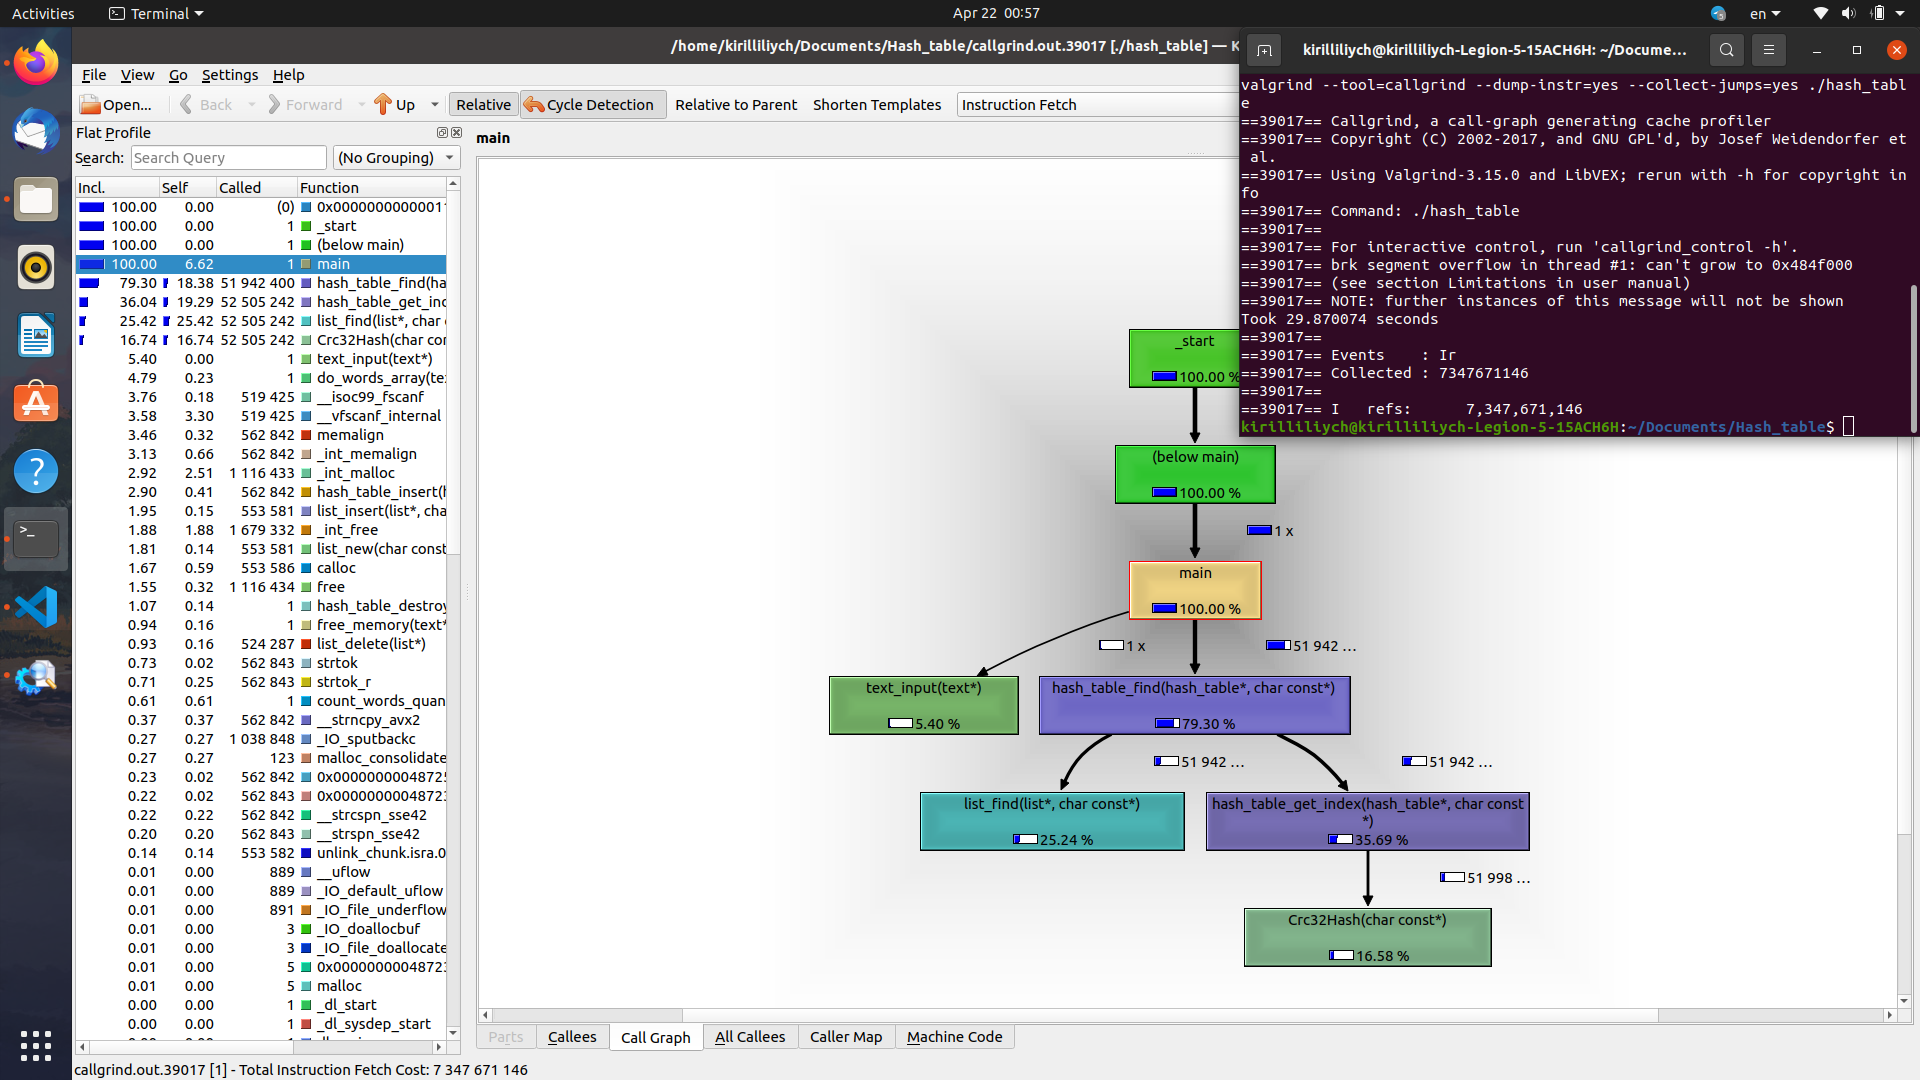 Activities
Terminal
Apr 22 00:57
en
/home/kirilliliych/Documents/Hash_table/callgrind.out.39017 [./hash_table] — K
File View Go Settings Help
Open... Back Forward Up Relative Cycle Detection Relative to Parent Shorten Templates Instruction Fetch
Flat Profile
Search: Search Query (No Grouping)
Incl. Self Called Function
100.00 0.00 (0)
100.00 0.00 1 _start
100.00 0.00 1 (below main)
100.00 6.62 1 main
79.30 18.38 51 942 400 hash_table_find(ha
36.04 19.29 52 505 242 hash_table_get_inc
25.42 25.42 52 505 242 list_find(list*, char
16.74 16.74 52 505 242 Crc32Hash(char cor
5.40 0.00 1 text_input(text*)
4.79 0.23 1 do_words_array(te
3.76 0.18 519 425 __isoc99_fscanf
3.58 3.30 519 425 __vfscanf_internal
3.46 0.32 562 842 memalign
3.13 0.66 562 842 _int_memalign
2.92 2.51 1 116 433 _int_malloc
2.90 0.41 562 842 hash_table_insert(h
1.95 0.15 553 581 list_insert(list*, cha
1.88 1.88 1 679 332 _int_free
1.81 0.14 553 581 list_new(char const
1.67 0.59 553 586 calloc
1.55 0.32 1 116 434 free
1.07 0.14 1 hash_table_destroy
0.94 0.16 1 free_memory(text*
0.93 0.16 524 287 list_delete(list*)
0.73 0.02 562 843 strtok
0.71 0.25 562 843 strtok_r
0.61 0.61 1 count_words_quan
0.37 0.37 562 842 __strncpy_avx2
0.27 0.27 1 038 848 _IO_sputbackc
0.27 0.27 123 malloc_consolidate
0.23 0.02 562 842 0x00000000048725
0.22 0.02 562 843 0x00000000048723
0.22 0.22 562 842 __strcspn_sse42
0.20 0.20 562 843 __strspn_sse42
0.14 0.14 553 582 unlink_chunk.isra.0
0.01 0.00 889 __uflow
0.01 0.00 889 _IO_default_uflow
0.01 0.00 891 _IO_file_underflow
0.01 0.00 3 _IO_doallocbuf
0.01 0.00 3 _IO_file_doallocate
0.01 0.00 5 0x00000000048723
0.01 0.00 5 malloc
0.00 0.00 1 _dl_start
0.00 0.00 1 _dl_sysdep_start
main
_start
100.00 %
(below main)
100.00 %
1 x
main
100.00 %
1 x
51 942 ...
text_input(text*)
5.40 %
hash_table_find(hash_table*, char const*)
79.30 %
51 942 ...
51 942 ...
list_find(list*, char const*)
25.24 %
hash_table_get_index(hash_table*, char const
*)
35.69 %
51 998 ...
Crc32Hash(char const*)
16.58 %
Parts Callees Call Graph All Callees Caller Map Machine Code
callgrind.out.39017 [1] - Total Instruction Fetch Cost: 7 347 671 146
kirilliliych@kirilliliych-Legion-5-15ACH6H: ~/Docume...
valgrind --tool=callgrind --dump-instr=yes --collect-jumps=yes ./hash_tabl
e
==39017== Callgrind, a call-graph generating cache profiler
==39017== Copyright (C) 2002-2017, and GNU GPL'd, by Josef Weidendorfer et
al.
==39017== Using Valgrind-3.15.0 and LibVEX; rerun with -h for copyright in
fo
==39017== Command: ./hash_table
==39017==
==39017== For interactive control, run 'callgrind_control -h'.
==39017== brk segment overflow in thread #1: can't grow to 0x484f000
==39017== (see section Limitations in user manual)
==39017== NOTE: further instances of this message will not be shown
Took 29.870074 seconds
==39017==
==39017== Events : Ir
==39017== Collected : 7347671146
==39017==
==39017== I refs: 7,347,671,146
kirilliliych@kirilliliych-Legion-5-15ACH6H:~/Documents/Hash_table$